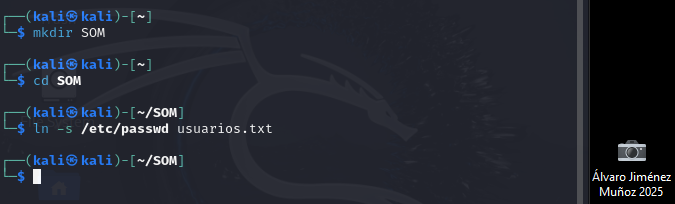 ┌──(kali㉿kali)-[~]
└─$ mkdir SOM
┌──(kali㉿kali)-[~]
└─$ cd SOM
┌──(kali㉿kali)-[~/SOM]
└─$ ln -s /etc/passwd usuarios.txt
┌──(kali㉿kali)-[~/SOM]
└─$
Álvaro Jiménez
Muñoz 2025